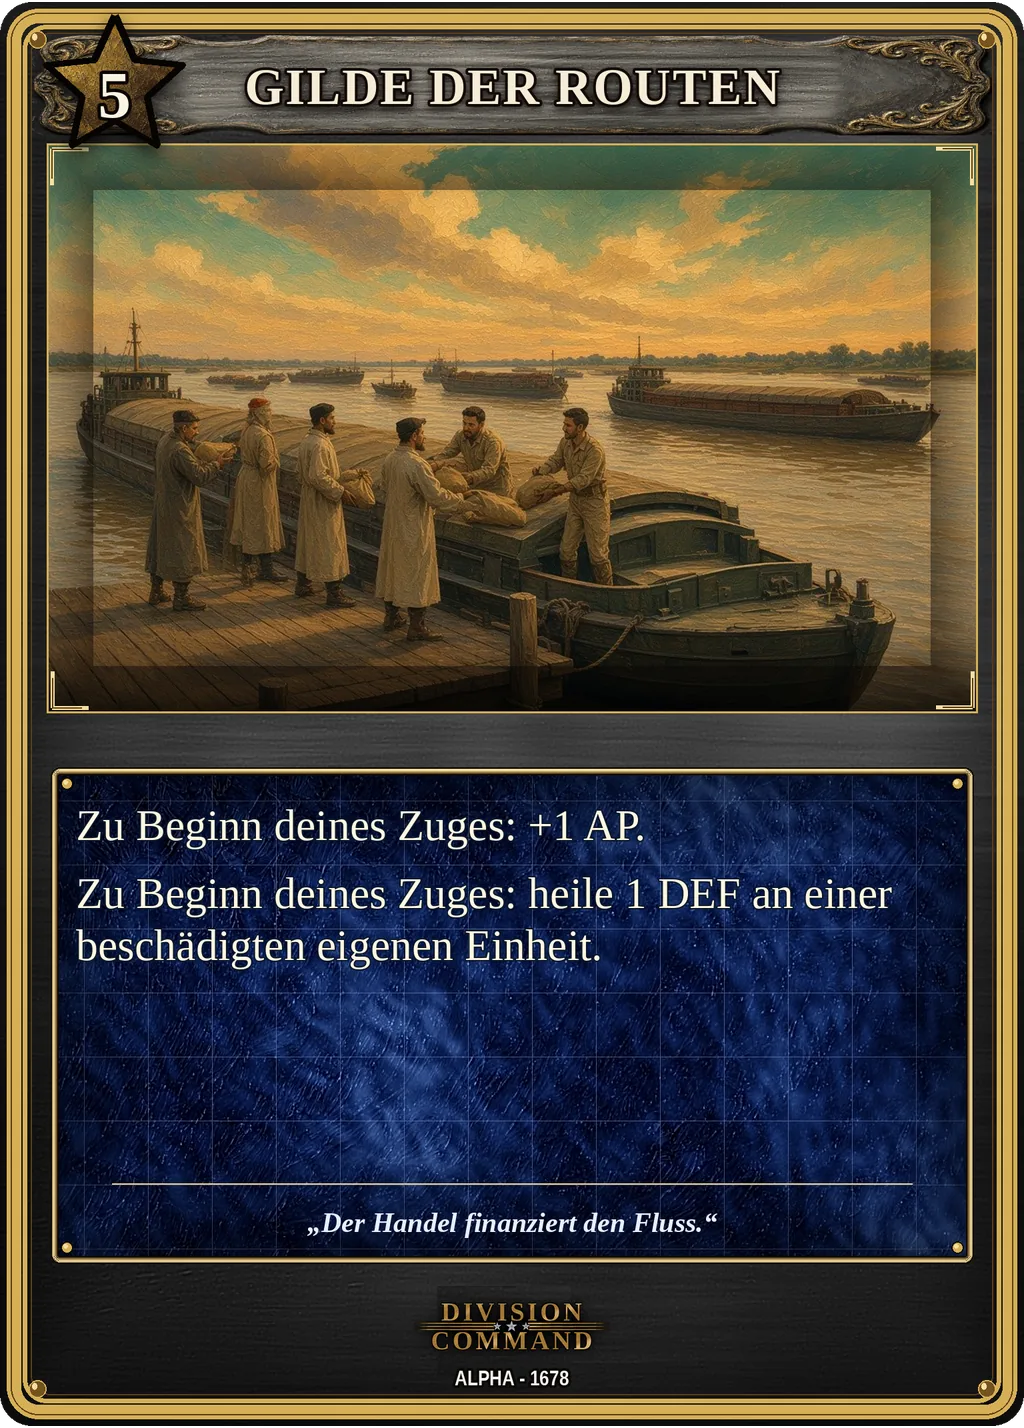 5
GILDE DER ROUTEN
Zu Beginn deines Zuges: +1 AP.
Zu Beginn deines Zuges: heile 1 DEF an einer
beschädigten eigenen Einheit.
„Der Handel finanziert den Fluss.“
DIVISION
COMMAND
ALPHA - 1678